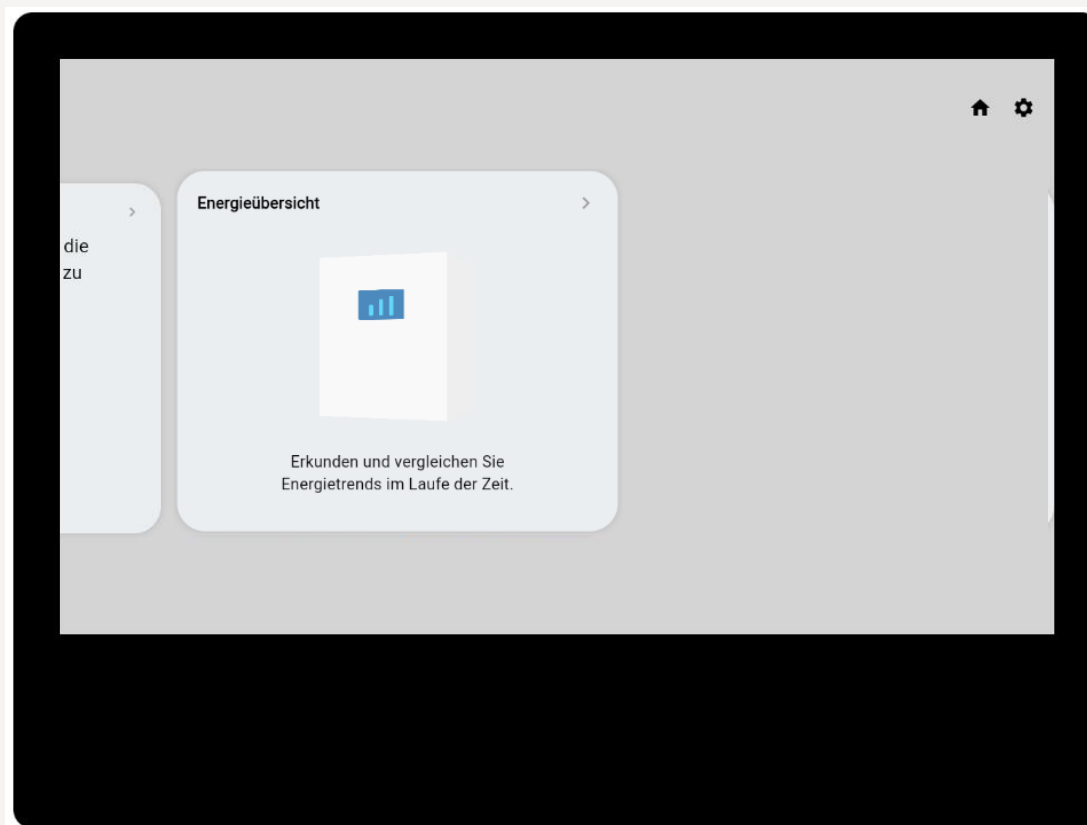 die
zu
Energieübersicht
Erkunden und vergleichen Sie
Energietrends im Laufe der Zeit.